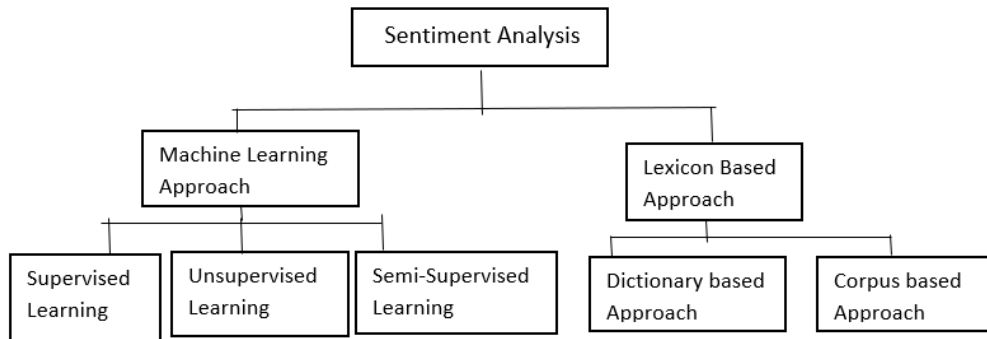 Sentiment Analysis
Machine Learning
Approach
Lexicon Based
Approach
Supervised
Learning
Unsupervised
Learning
Semi-Supervised
Learning
Dictionary based
Approach
Corpus based
Approach